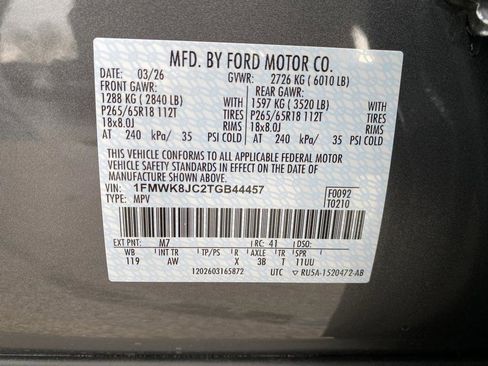 MFD. BY FORD MOTOR CO.
DATE: 03/26 GVWR: 2726 KG ( 6010 LB)
FRONT GAWR: REAR GAWR:
1288 KG ( 2840 LB) 1597 KG ( 3520 LB)
P265/65R18 112T TIRES P265/65R18 112T TIRES
18x8.0J RIMS 18x8.0J RIMS
AT 240 kPa/ 35 PSI COLD AT 240 kPa/ 35 PSI COLD
THIS VEHICLE CONFORMS TO ALL APPLICABLE FEDERAL MOTOR
VEHICLE SAFETY AND THEFT PREVENTION STANDARDS IN EFFECT ON THE DATE OF
MANUFACTURE SHOWN ABOVE.
VIN: 1FMWK8JC2TGB44457 F0092
TYPE: MPV T0210
EXT PNT: M7 RC: 41 DSO:
WB INT TR TP/PS R AXLE TR SPR
119 AW X 3B T 11UU
1202603165872 UTC RU5A-1520472-AB